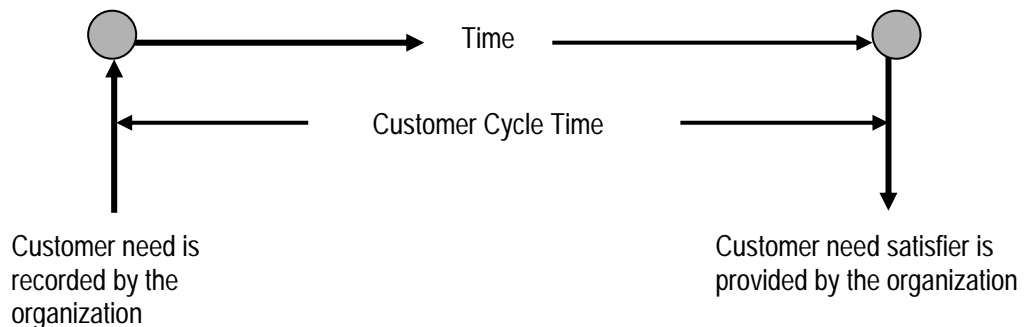 Time
Customer Cycle Time
Customer need is
recorded by the
organization
Customer need satisfier is
provided by the organization